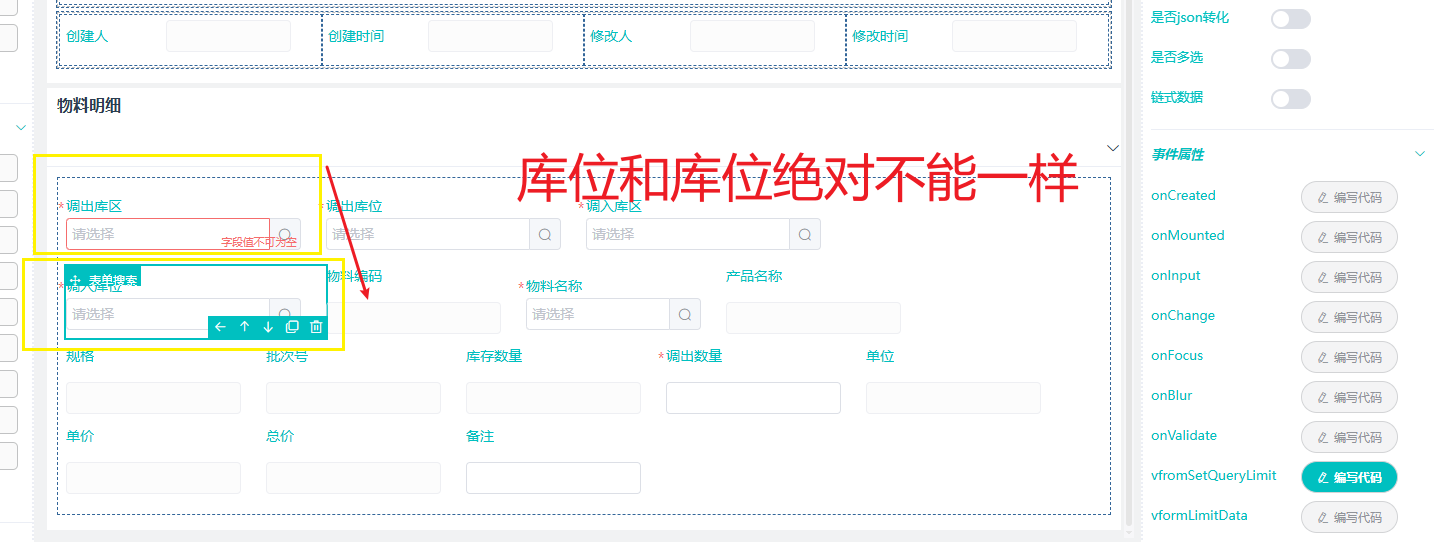 创建人 创建时间 修改人 修改时间
物料明细
库位和库位绝对不能一样
*调出库区 *调出库位 *调入库区
请选择 字段值不可为空 请选择 请选择
表单搜索
*调入库位 物料编码 *物料名称 产品名称
请选择 请选择
规格 批次号 库存数量 *调出数量 单位
单价 总价 备注
是否json转化
是否多选
链式数据
事件属性
onCreated 编写代码
onMounted 编写代码
onInput 编写代码
onChange 编写代码
onFocus 编写代码
onBlur 编写代码
onValidate 编写代码
vfromSetQueryLimit 编写代码
vformLimitData 编写代码